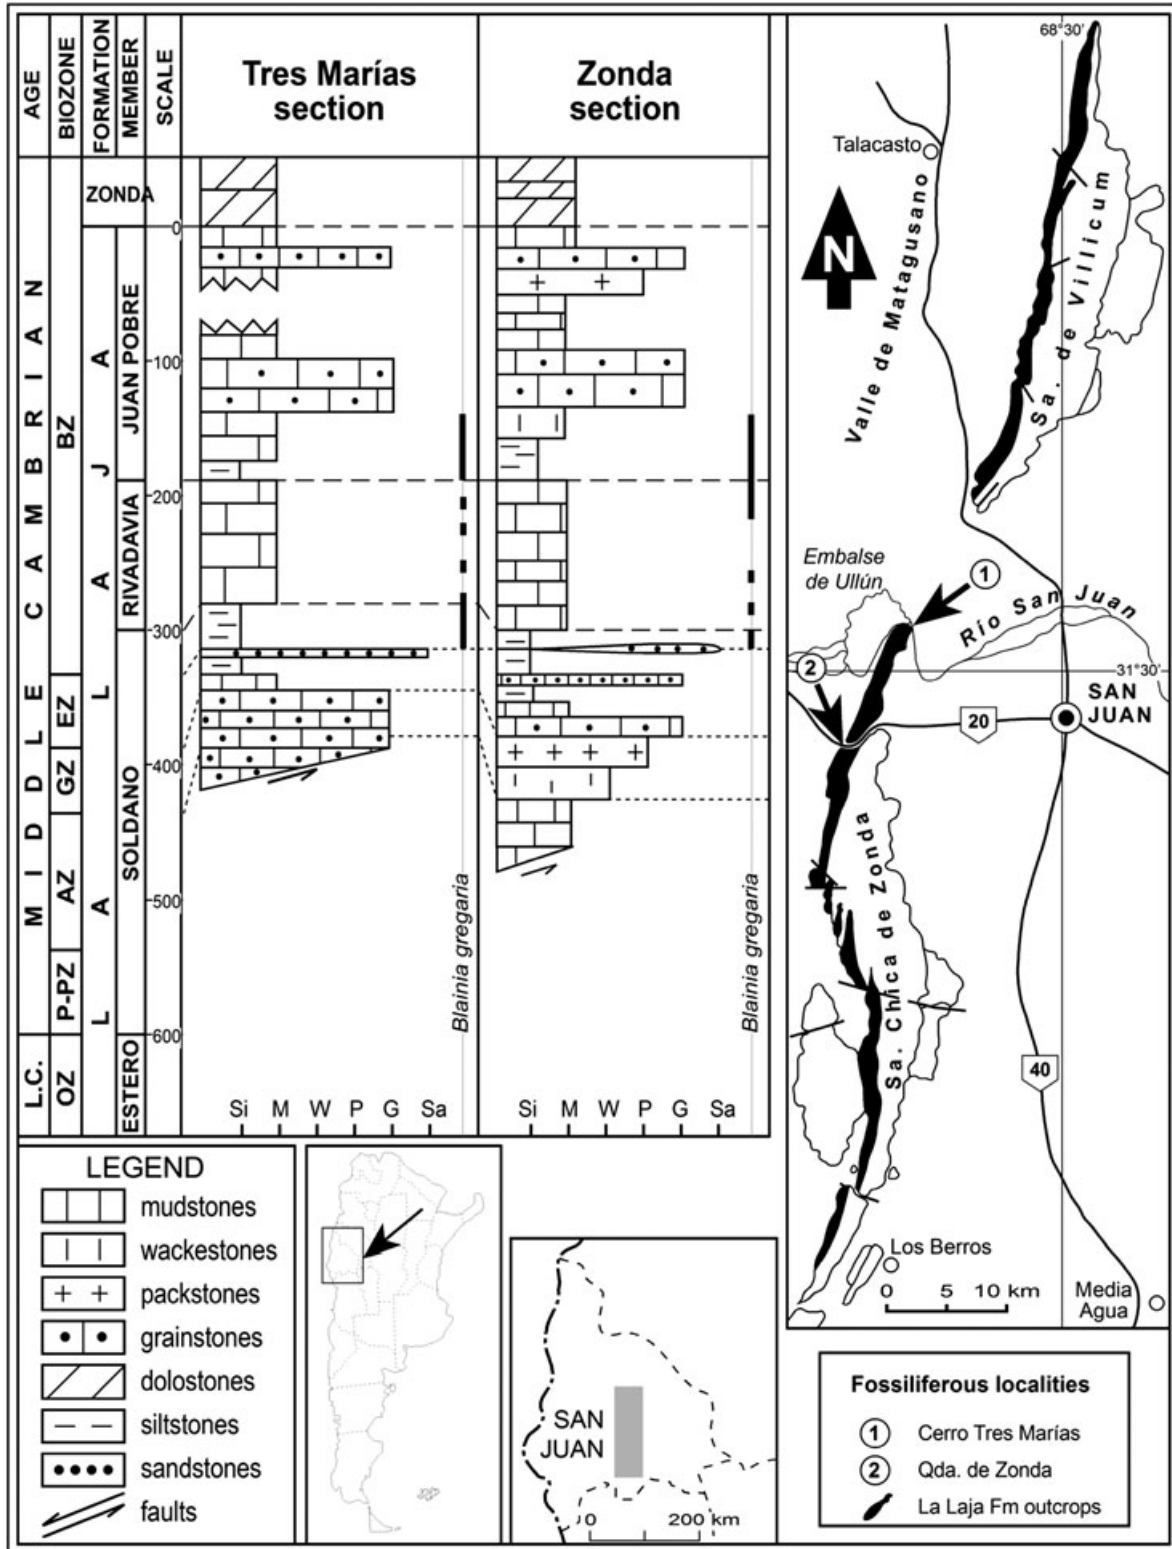 AGE
BIOZONE
FORMATION
MEMBER
SCALE
Tres Marías
section
Zonda
section
MIDDLE CAMBRIAN
L.C.
BZ
EZ
GZ
AZ
P-PZ
OZ
ZONDA
LA LAJA
JUAN POBRE
RIVADAVIA
SOLDANO
ESTERO
0
100
200
300
400
500
600
Blainia gregaria
Blainia gregaria
Si M W P G Sa
Si M W P G Sa
68°30'
Talacasto
N
Valle de Matagusano
Sa. de Villicum
Embalse
de Ullún
1
Río San Juan
2
31°30'
SAN
JUAN
20
Sa. Chica de Zonda
40
Los Berros
0 5 10 km
Media
Agua
LEGEND
mudstones
wackestones
packstones
grainstones
dolostones
siltstones
sandstones
faults
SAN
JUAN
0 200 km
Fossiliferous localities
1 Cerro Tres Marías
2 Qda. de Zonda
La Laja Fm outcrops